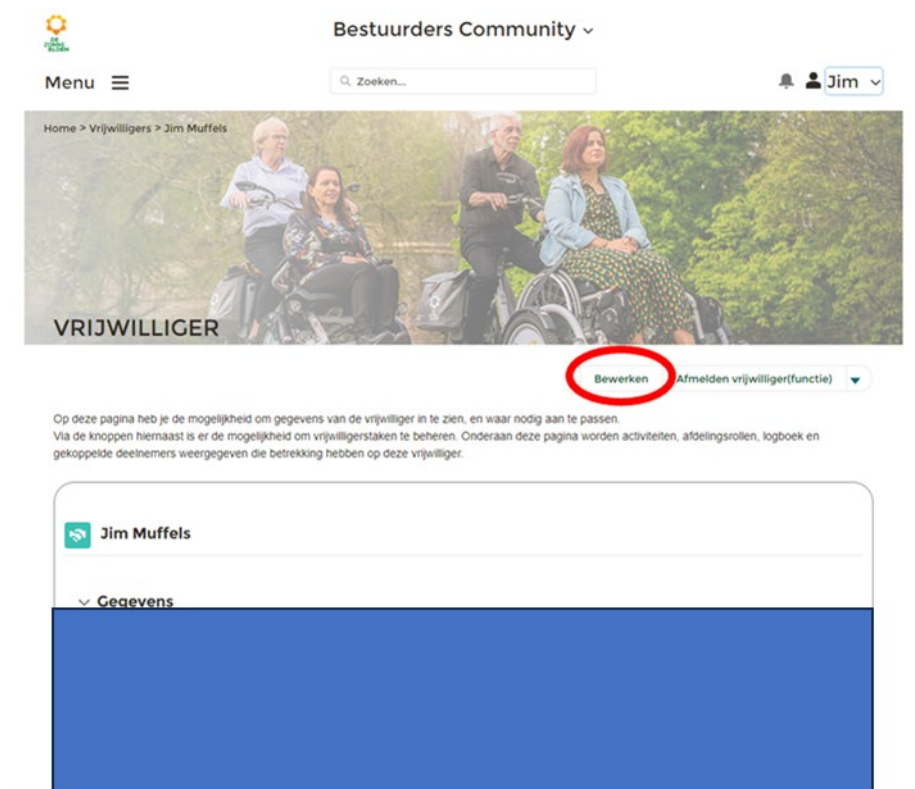 DE
ZONNE
BLOEM
Bestuurders Community
Menu
Zoeken...
Jim
Home > Vrijwilligers > Jim Muffels
VRIJWILLIGER
Bewerken
Afmelden vrijwilliger(functie)
Op deze pagina heb je de mogelijkheid om gegevens van de vrijwilliger in te zien, en waar nodig aan te passen.
Via de knoppen hiernaast is er de mogelijkheid om vrijwilligerstaken te beheren. Onderaan deze pagina worden activiteiten, afdelingsrollen, logboek en
gekoppelde deelnemers weergegeven die betrekking hebben op deze vrijwilliger.
Jim Muffels
Gegevens